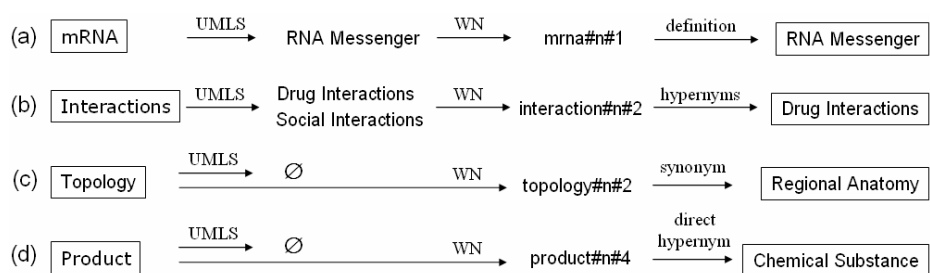 (a) mRNA UMLS RNA Messenger WN mrna#n#1 definition RNA Messenger
(b) Interactions UMLS Drug Interactions Social Interactions WN interaction#n#2 hypernyms Drug Interactions
(c) Topology UMLS ∅ WN topology#n#2 synonym Regional Anatomy
(d) Product UMLS ∅ WN product#n#4 direct hypernym Chemical Substance